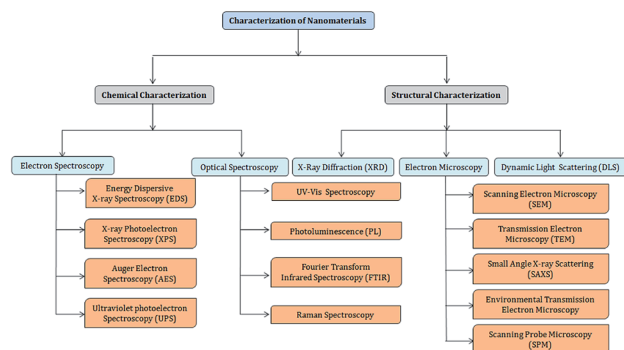 Characterization of Nanomaterials
Chemical Characterization
Structural Characterization
Electron Spectroscopy
Optical Spectroscopy
X-Ray Diffraction (XRD)
Electron Microscopy
Dynamic Light Scattering (DLS)
Energy Dispersive
X-ray Spectroscopy (EDS)
X-ray Photoelectron
Spectroscopy (XPS)
Auger Electron
Spectroscopy (AES)
Ultraviolet photoelectron
Spectroscopy (UPS)
UV-Vis Spectroscopy
Photoluminescence (PL)
Fourier Transform
Infrared Spectroscopy (FTIR)
Raman Spectroscopy
Scanning Electron Microscopy
(SEM)
Transmission Electron
Microscopy (TEM)
Small Angle X-ray Scattering
(SAXS)
Environmental Transmission
Electron Microscopy
Scanning Probe Microscopy
(SPM)